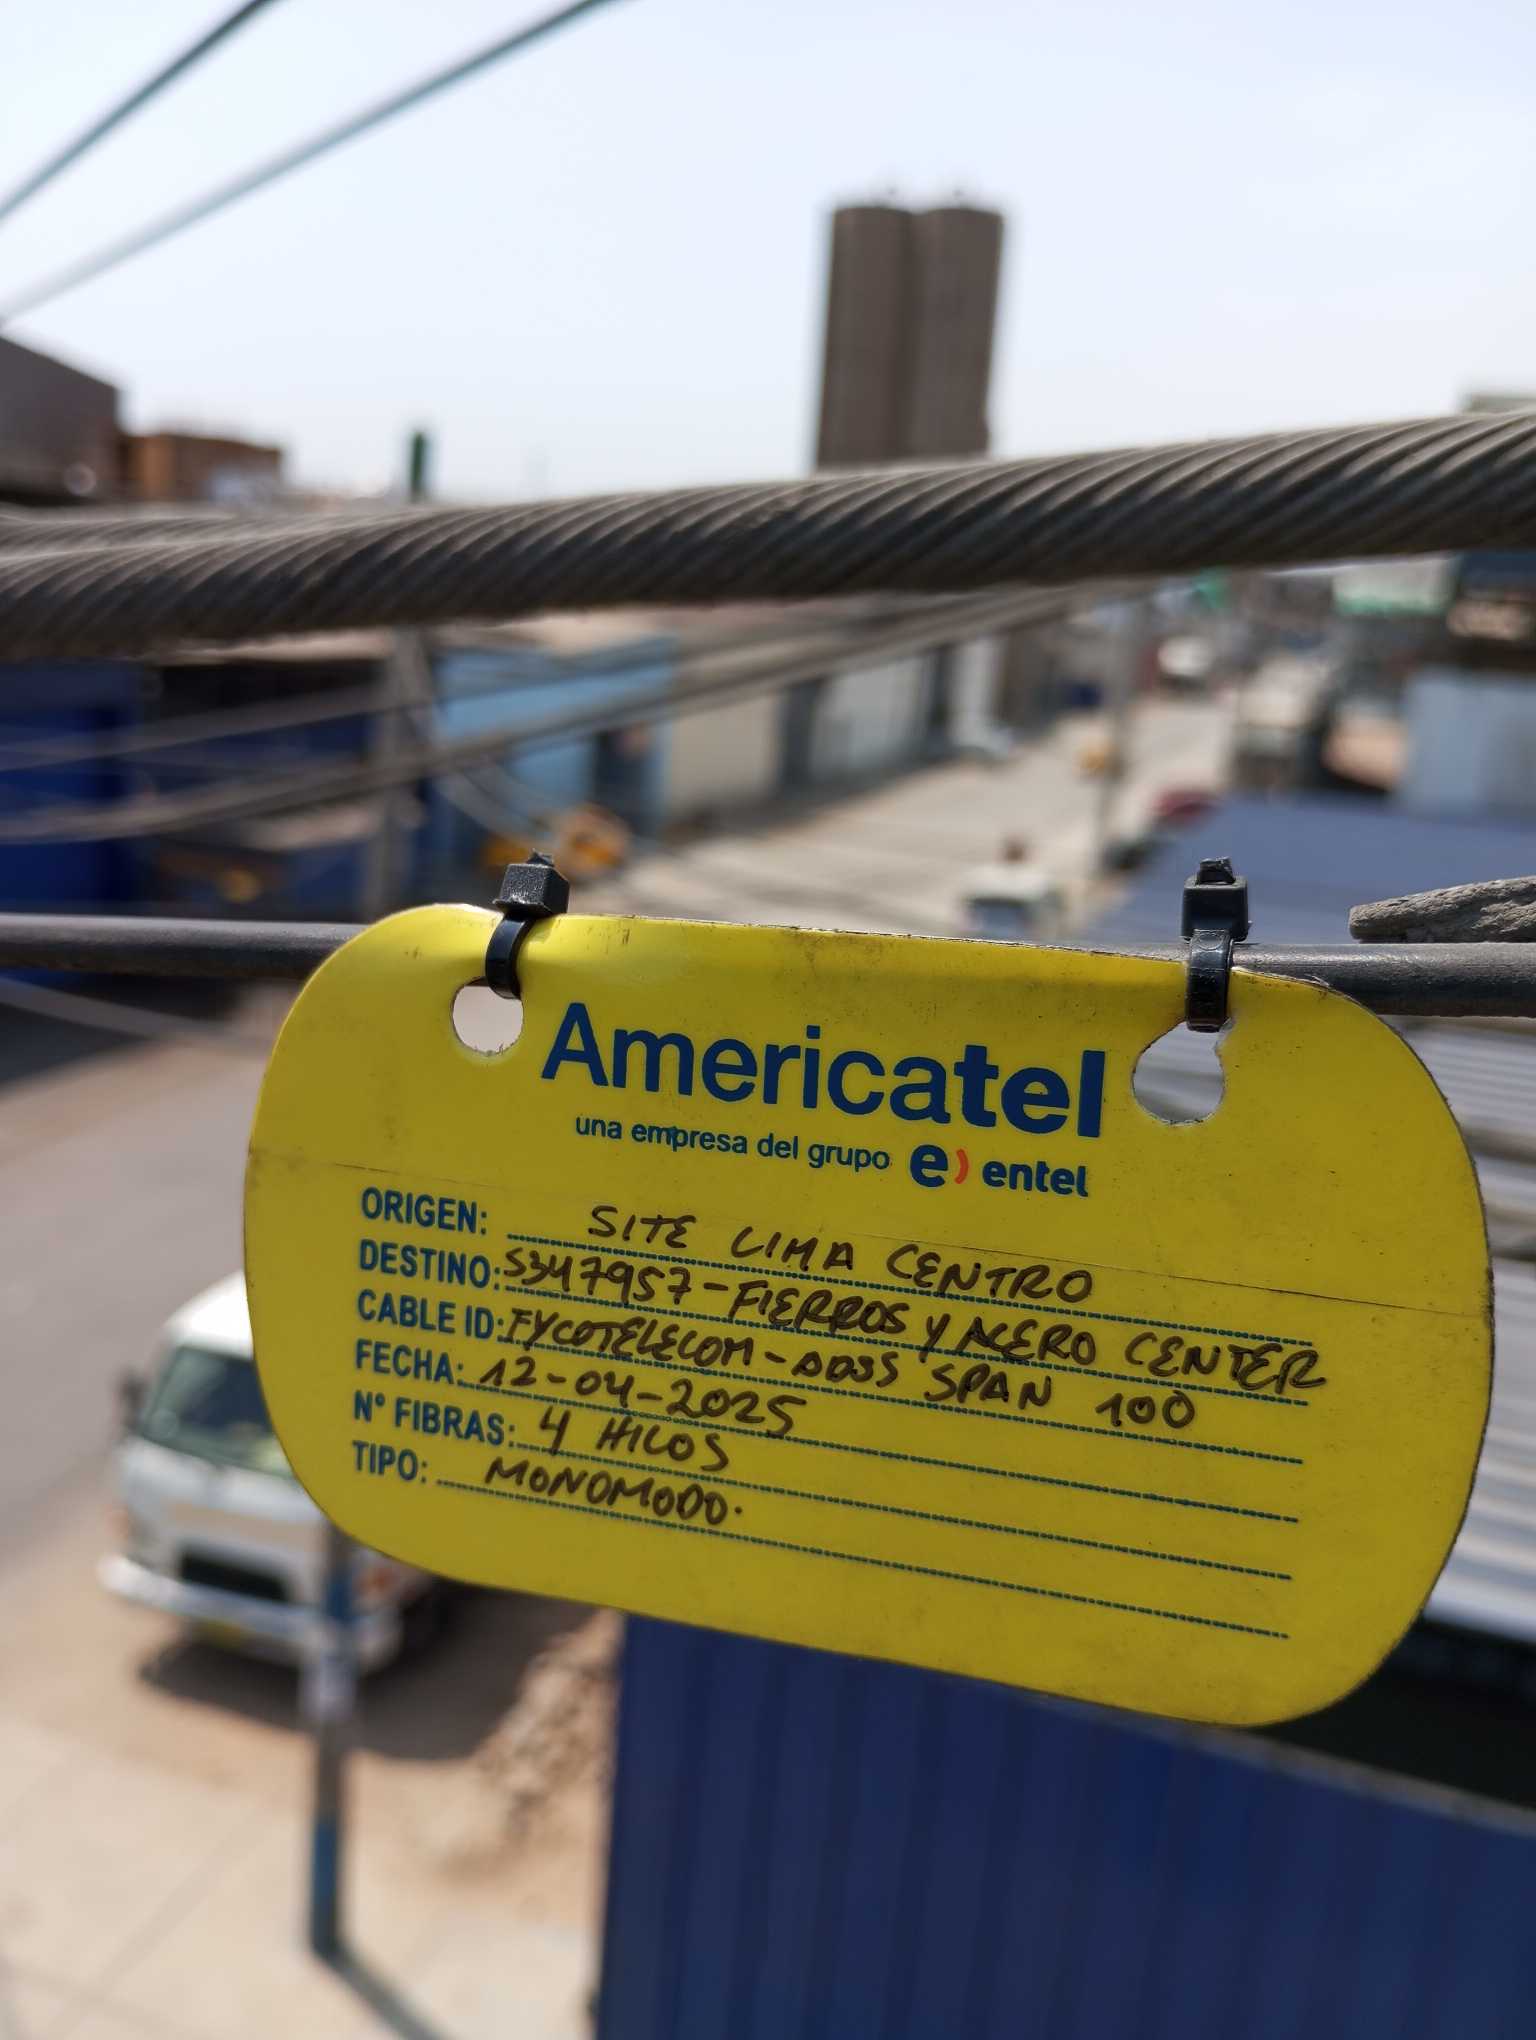 Americatel
una empresa del grupo e) entel
ORIGEN: SITE LIMA CENTRO
DESTINO: S347957-FIERROS Y ACERO CENTER
CABLE ID: FYCOTELECOM-ADSS SPAN 100
FECHA: 12-04-2025
N° FIBRAS: 4 HILOS
TIPO: MONOMODO.